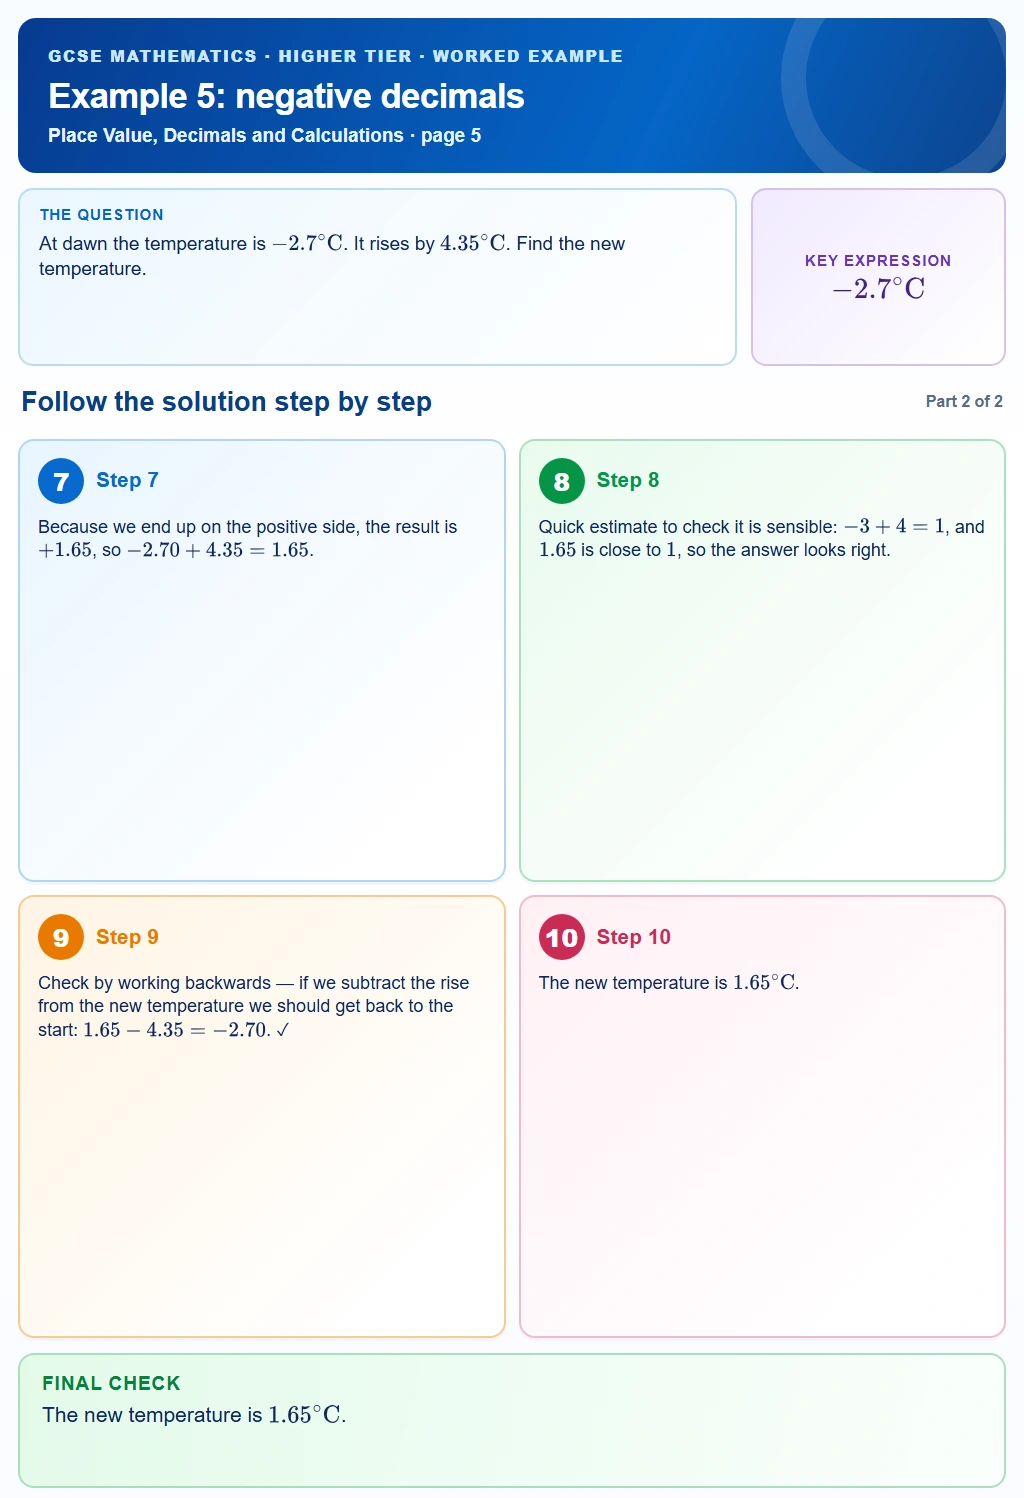 GCSE MATHEMATICS · HIGHER TIER · WORKED EXAMPLE
Example 5: negative decimals
Place Value, Decimals and Calculations · page 5
THE QUESTION
At dawn the temperature is −2.7°C. It rises by 4.35°C. Find the new
temperature.
KEY EXPRESSION
−2.7°C
Follow the solution step by step
Part 2 of 2
7 Step 7
Because we end up on the positive side, the result is
+1.65, so −2.70 + 4.35 = 1.65.
8 Step 8
Quick estimate to check it is sensible: −3 + 4 = 1, and
1.65 is close to 1, so the answer looks right.
9 Step 9
Check by working backwards — if we subtract the rise
from the new temperature we should get back to the
start: 1.65 − 4.35 = −2.70. ✓
10 Step 10
The new temperature is 1.65°C.
FINAL CHECK
The new temperature is 1.65°C.